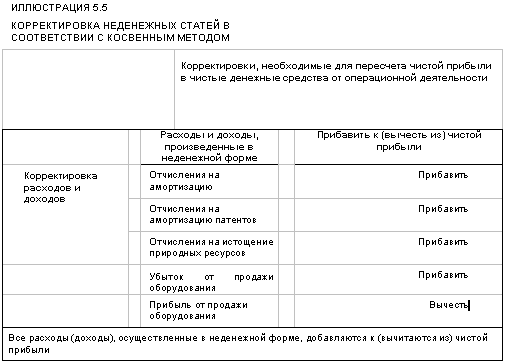 ИЛЛЮСТРАЦИЯ 5.5
КОРРЕКТИРОВКА НЕДЕНЕЖНЫХ СТАТЕЙ В
СООТВЕТСТВИИ С КОСВЕННЫМ МЕТОДОМ
Корректировки, необходимые для пересчета чистой прибыли
в чистые денежные средства от операционной деятельности
Расходы и доходы,
произведенные в
неденежной форме
Прибавить к (вычесть из) чистой
прибыли
Корректировка
расходов и
доходов
Отчисления на
амортизацию
Прибавить
Отчисления на
амортизацию патентов
Прибавить
Отчисления на истощение
природных ресурсов
Прибавить
Убыток от продажи
оборудования
Прибавить
Прибыль от продажи
оборудования
Вычесть
Все расходы (доходы), осуществленные в неденежной форме, добавляются к (вычитаются из) чистой
прибыли